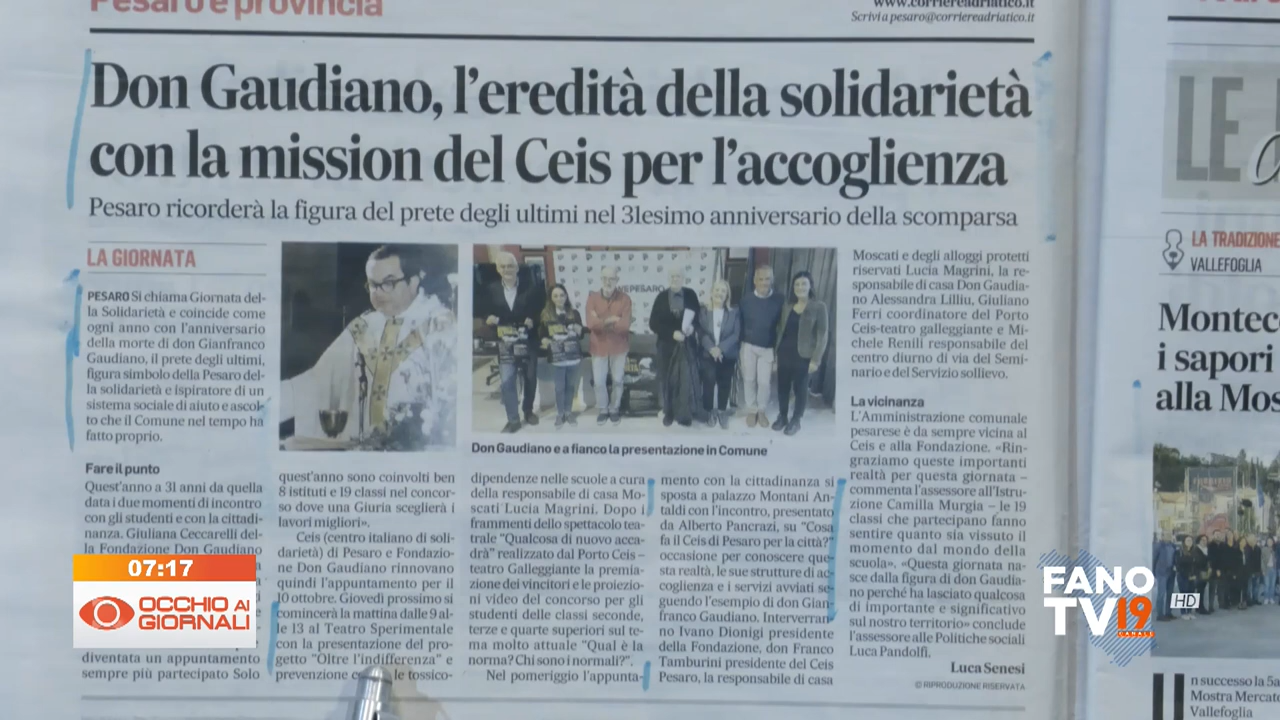 Pesaro e provincia
www.corriereadriatico.it
Scrivi a pesaro@corriereadriatico.it
Don Gaudiano, l'eredità della solidarietà
con la mission del Ceis per l'accoglienza
Pesaro ricorderà la figura del prete degli ultimi nel 31esimo anniversario della scomparsa
LA GIORNATA
PESARO Si chiama Giornata del-
la Solidarietà e coincide come
ogni anno con l'anniversario
della morte di don Gianfranco
Gaudiano, il prete degli ultimi,
figura simbolo della Pesaro del-
la solidarietà e ispiratore di un
sistema sociale di aiuto e ascol-
to che il Comune nel tempo ha
fatto proprio.
Fare il punto
Quest'anno a 31 anni da quella
data i due momenti di incontro
con gli studenti e con la cittadi-
nanza. Giuliana Ceccarelli del-
la Fondazione Don Gaudiano
diventata un appuntamento
sempre più partecipato Solo
quest'anno sono coinvolti ben
8 istituti e 19 classi nel concor-
so dove una Giuria sceglierà i
lavori migliori».
Ceis (centro italiano di soli-
darietà) di Pesaro e Fondazio-
ne Don Gaudiano rinnovano
quindi l'appuntamento per il
10 ottobre. Giovedì prossimo si
comincerà la mattina dalle 9 al-
le 13 al Teatro Sperimentale
con la presentazione del pro-
getto "Oltre l'indifferenza" e
prevenzione le tossico-
Don Gaudiano e a fianco la presentazione in Comune
dipendenze nelle scuole a cura
della responsabile di casa Mo-
scati Lucia Magrini. Dopo i
frammenti dello spettacolo tea-
trale "Qualcosa di nuovo acca-
drà" realizzato dal Porto Ceis –
teatro Galleggiante la premia-
zione dei vincitori e le proiezio-
ni video del concorso per gli
studenti delle classi seconde,
terze e quarte superiori sul te-
ma molto attuale "Qual è la
norma? Chi sono i normali?".
Nel pomeriggio l'appunta-
mento con la cittadinanza si
sposta a palazzo Montani An-
taldi con l'incontro, presentato
da Alberto Pancrazi, su "Cosa
fa il Ceis di Pesaro per la città?"
occasione per conoscere que-
sta realtà, le sue strutture di ac-
coglienza e i servizi avviati se-
guendo l'esempio di don Gian-
franco Gaudiano. Interverran-
no Ivano Dionigi presidente
della Fondazione, don Franco
Tamburini presidente del Ceis
Pesaro, la responsabile di casa
Moscati e degli alloggi protetti
riservati Lucia Magrini, la re-
sponsabile di casa Don Gaudia-
no Alessandra Lilliu, Giuliano
Ferri coordinatore del Porto
Ceis-teatro galleggiante e Mi-
chele Renili responsabile del
centro diurno di via del Semi-
nario e del Servizio sollievo.
La vicinanza
L'Amministrazione comunale
pesarese è da sempre vicina al
Ceis e alla Fondazione. «Rin-
graziamo queste importanti
realtà per questa giornata –
commenta l'assessore all'Istru-
zione Camilla Murgia – le 19
classi che partecipano fanno
sentire quanto sia vissuto il
momento dal mondo della
scuola». «Questa giornata na-
sce dalla figura di don Gaudia-
no perché ha lasciato qualcosa
di importante e significativo
sul nostro territorio» conclude
l'assessore alle Politiche sociali
Luca Pandolfi.
Luca Senesi
© RIPRODUZIONE RISERVATA
LE
LA TRADIZIONE
VALLEFOGLIA
Montec
i sapori
alla Mos
Un successo la 5a
Mostra Mercato
Vallefoglia
07:17
OCCHIO AI
GIORNALI
FANO
TV19
CANALE
HD